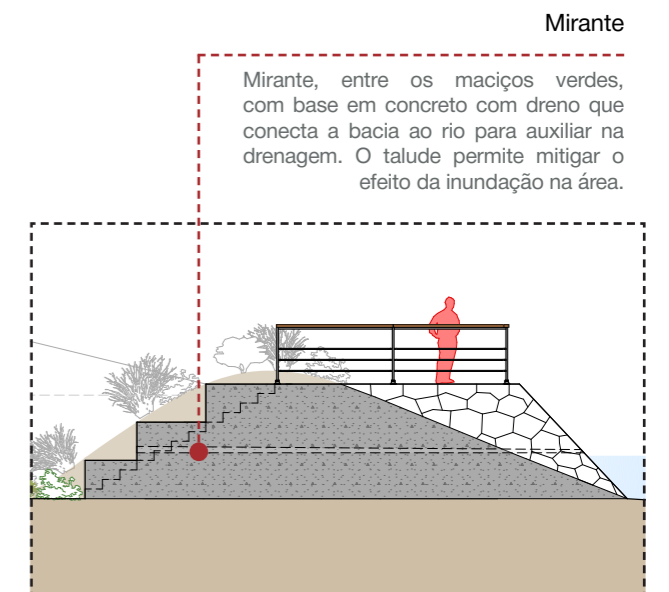 Mirante
Mirante, entre os maciços verdes,
com base em concreto com dreno que
conecta a bacia ao rio para auxiliar na
drenagem. O talude permite mitigar o
efeito da inundação na área.